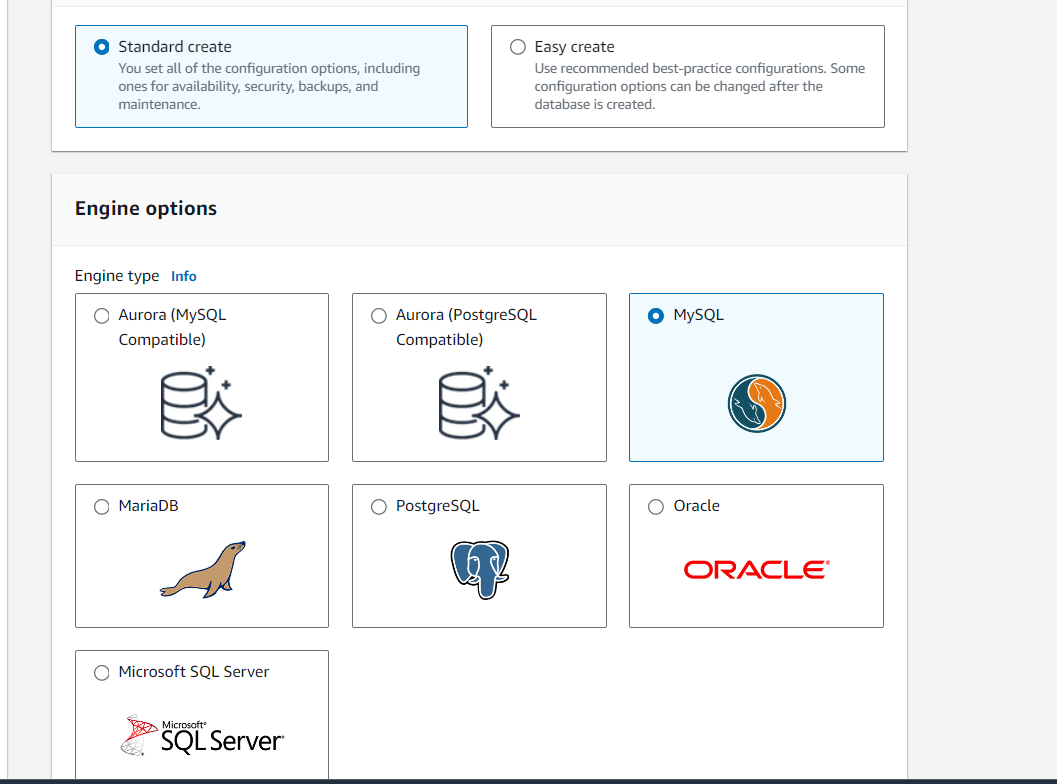 Standard create
You set all of the configuration options, including
ones for availability, security, backups, and
maintenance.
Easy create
Use recommended best-practice configurations. Some
configuration options can be changed after the
database is created.
Engine options
Engine type Info
Aurora (MySQL
Compatible)
Aurora (PostgreSQL
Compatible)
MySQL
MariaDB
PostgreSQL
Oracle
ORACLE®
Microsoft SQL Server
Microsoft®
SQL Server®